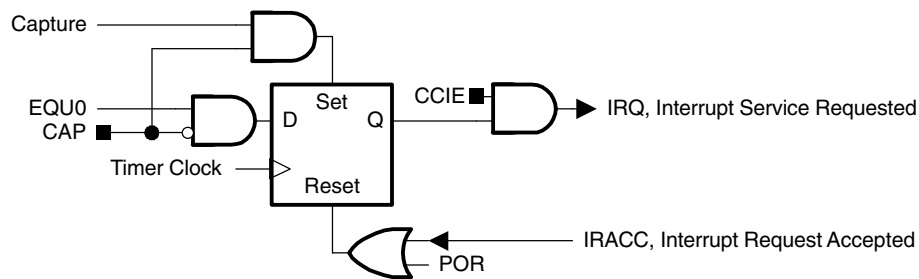 Capture
EQU0
CAP
Timer Clock
Set
D
Q
Reset
CCIE
IRQ, Interrupt Service Requested
IRACC, Interrupt Request Accepted
POR